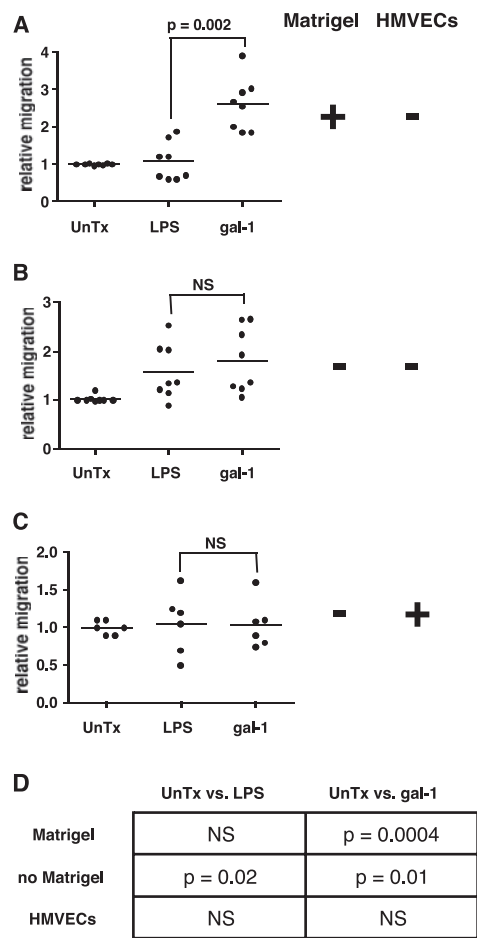 Matrigel HMVECs
A
p = 0.002
relative migration
4
3
2
1
0
UnTx LPS gal-1
+ -
B
NS
relative migration
3
2
1
0
UnTx LPS gal-1
- -
C
NS
relative migration
2.0
1.5
1.0
0.5
0.0
UnTx LPS gal-1
- +
D
UnTx vs. LPS UnTx vs. gal-1
Matrigel NS p = 0.0004
no Matrigel p = 0.02 p = 0.01
HMVECs NS NS